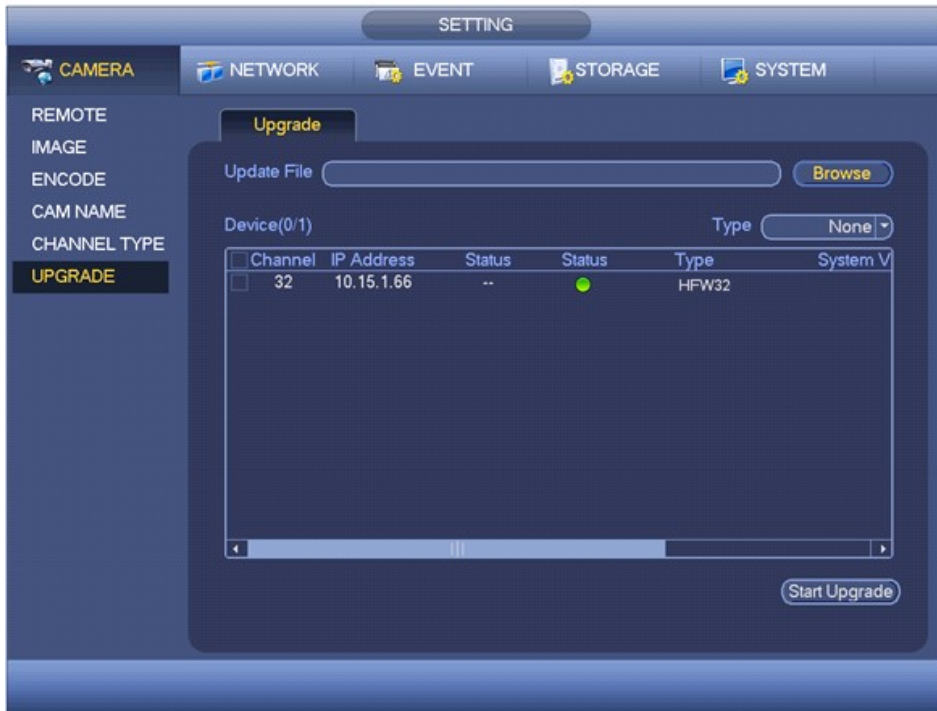 SETTING
CAMERA NETWORK EVENT STORAGE SYSTEM
REMOTE
IMAGE
ENCODE
CAM NAME
CHANNEL TYPE
UPGRADE
Upgrade
Update File Browse
Device(0/1) Type None
Channel IP Address Status Status Type System V
32 10.15.1.66 -- HFW32
Start Upgrade